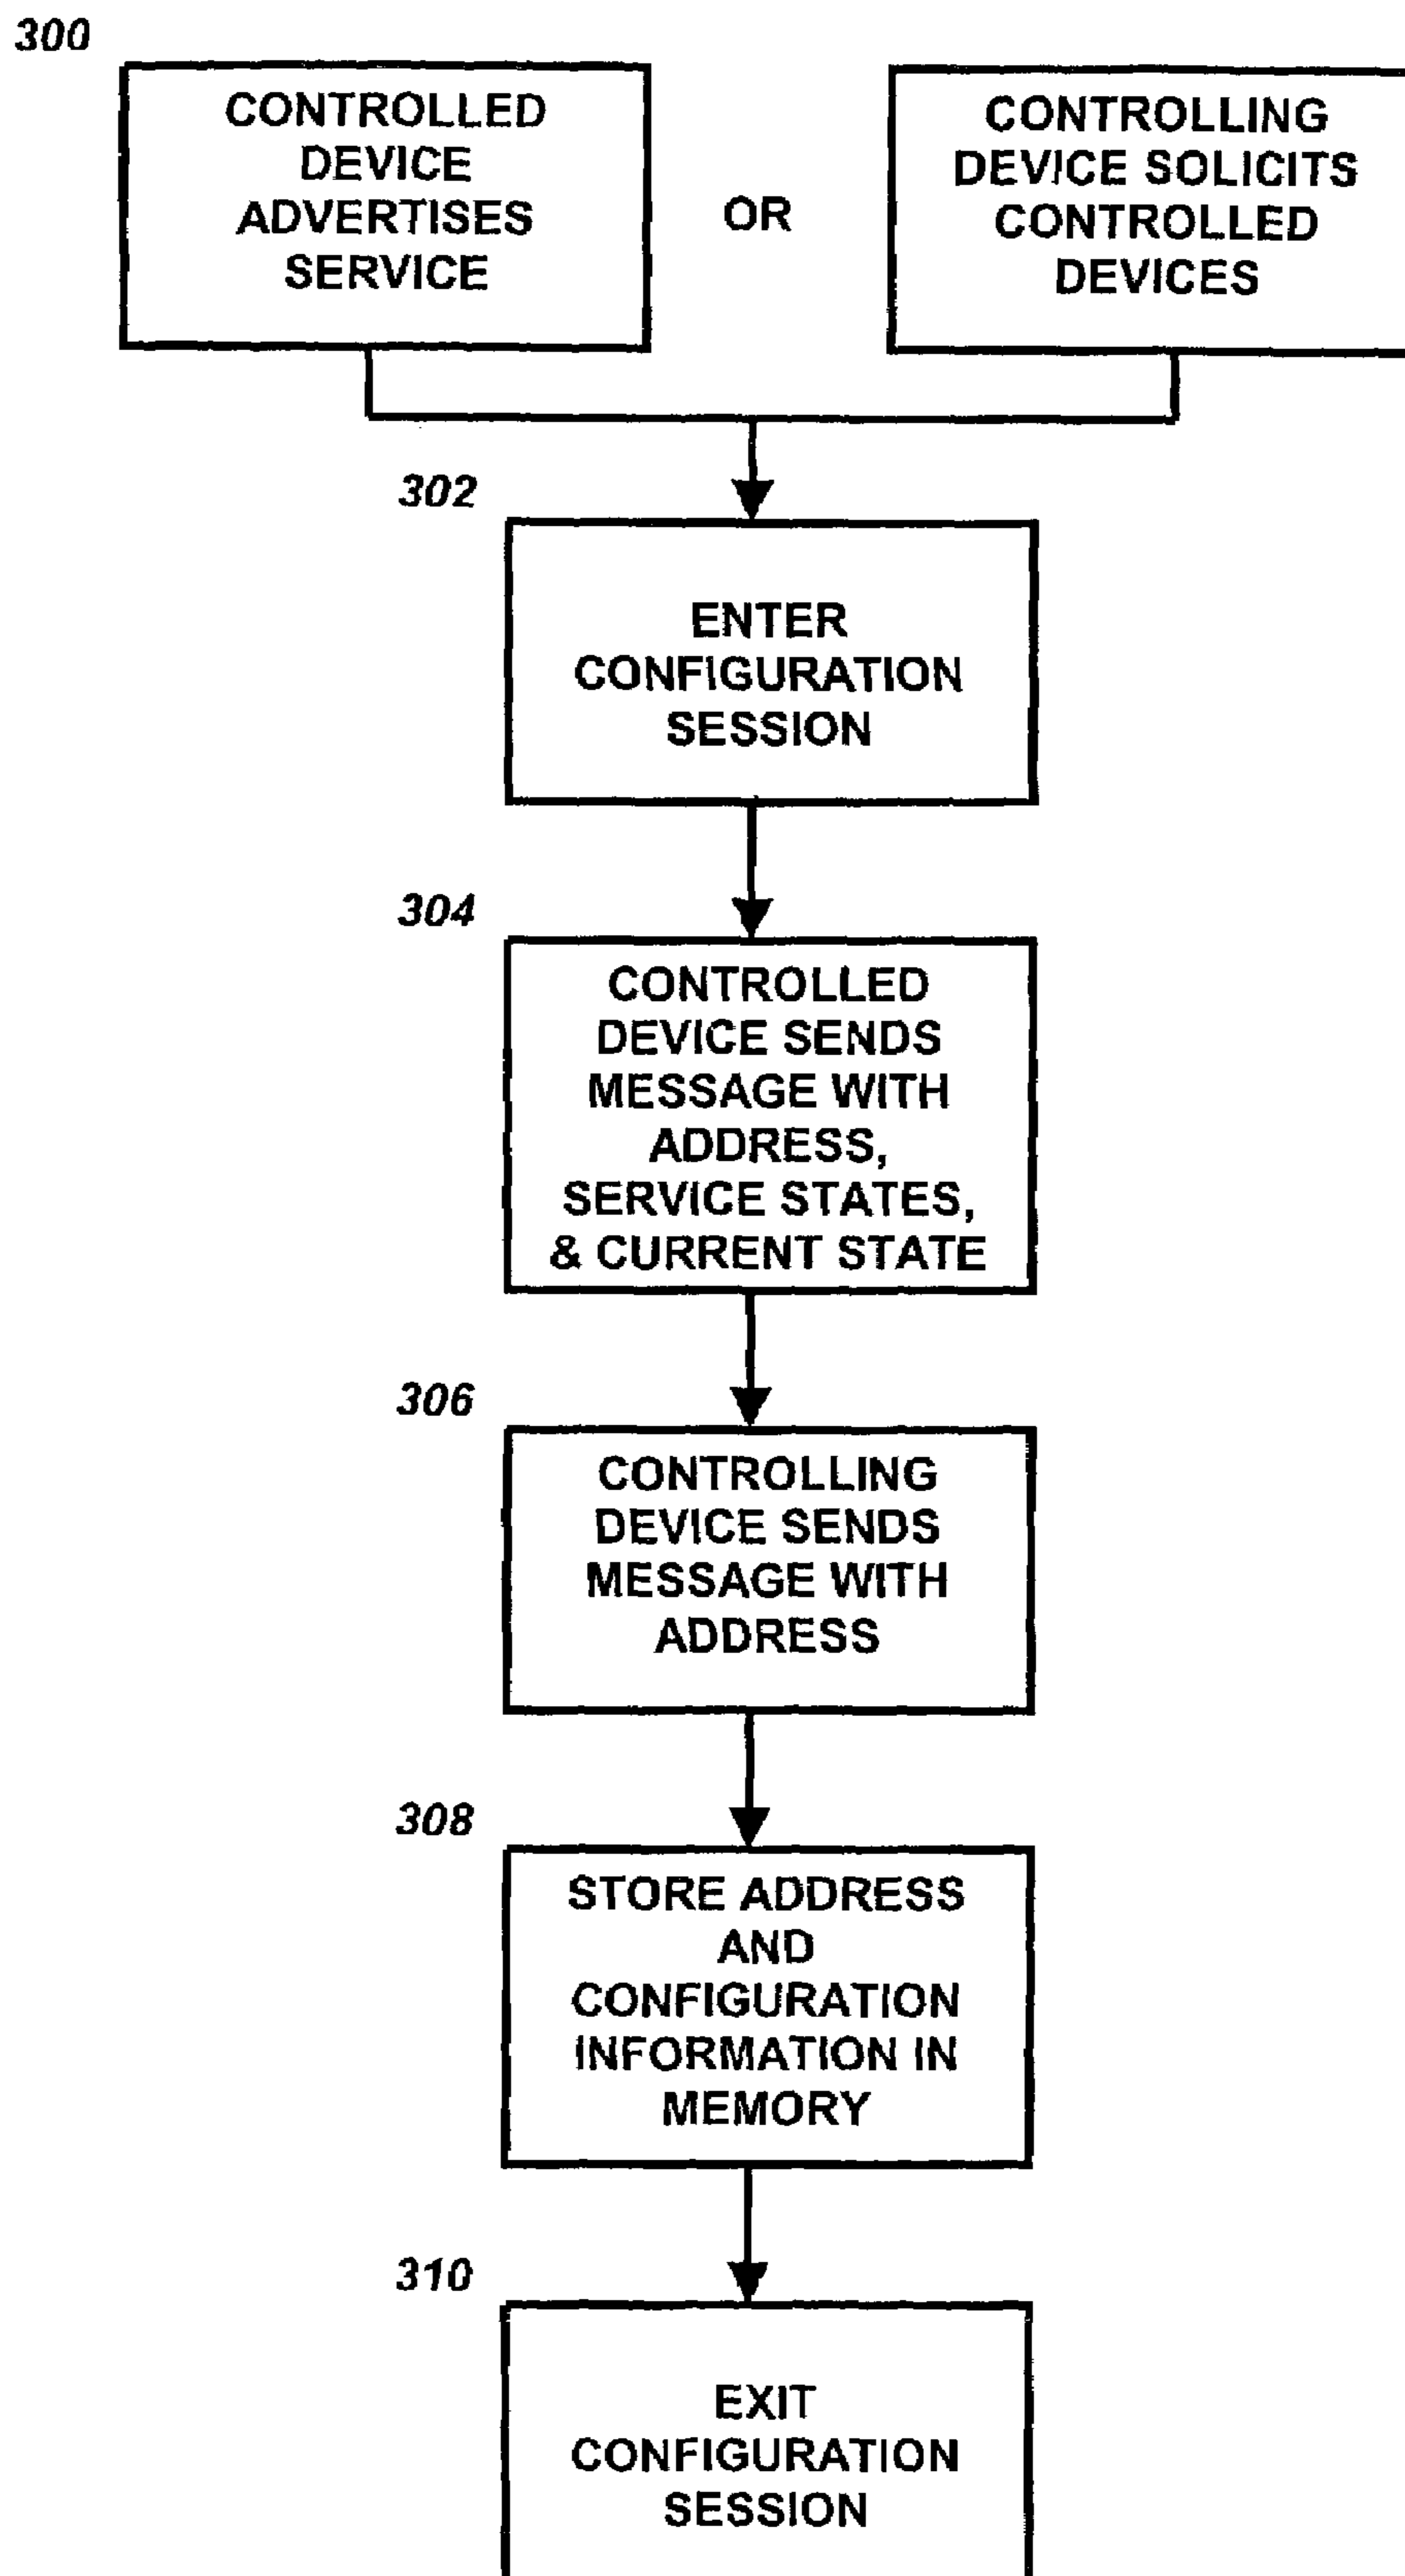 300
CONTROLLED
DEVICE
ADVERTISES
SERVICE
OR
CONTROLLING
DEVICE SOLICITS
CONTROLLED
DEVICES
302
ENTER
CONFIGURATION
SESSION
304
CONTROLLED
DEVICE SENDS
MESSAGE WITH
ADDRESS,
SERVICE STATES,
& CURRENT STATE
306
CONTROLLING
DEVICE SENDS
MESSAGE WITH
ADDRESS
308
STORE ADDRESS
AND
CONFIGURATION
INFORMATION IN
MEMORY
310
EXIT
CONFIGURATION
SESSION